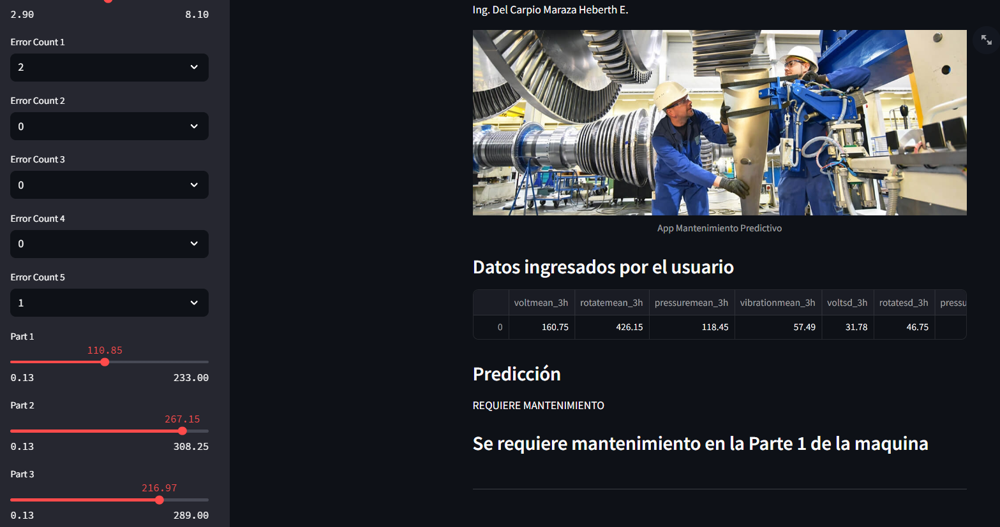 2.90 8.10
Error Count 1
2
Error Count 2
0
Error Count 3
0
Error Count 4
0
Error Count 5
1
Part 1
110.85
0.13 233.00
Part 2
267.15
0.13 308.25
Part 3
216.97
0.13 289.00
Ing. Del Carpio Maraza Heberth E.
App Mantenimiento Predictivo
Datos ingresados por el usuario
voltmean_3h rotatemean_3h pressuremean_3h vibrationmean_3h voltsd_3h rotatesd_3h pressu
0 160.75 426.15 118.45 57.49 31.78 46.75
Predicción
REQUIERE MANTENIMIENTO
Se requiere mantenimiento en la Parte 1 de la maquina